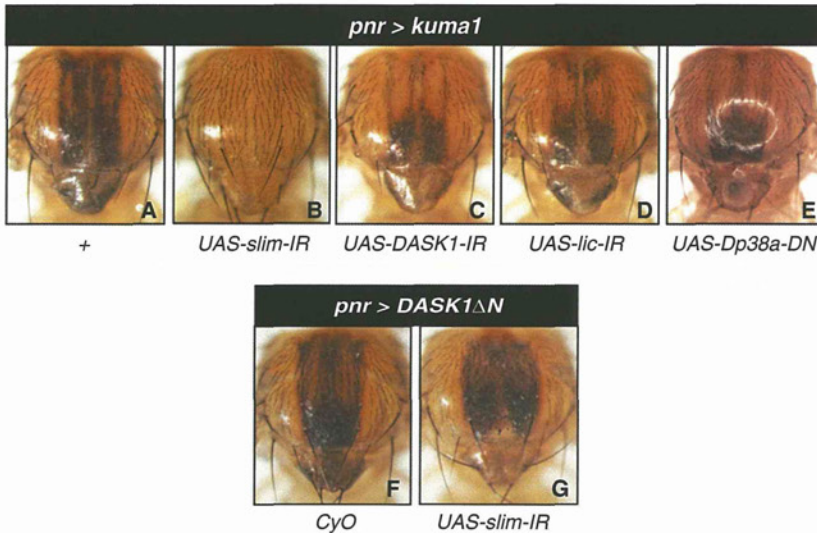 pnr > kuma1
A B C D E
+ UAS-slim-IR UAS-DASK1-IR UAS-lic-IR UAS-Dp38a-DN
pnr > DASK1ΔN
F G
CyO UAS-slim-IR